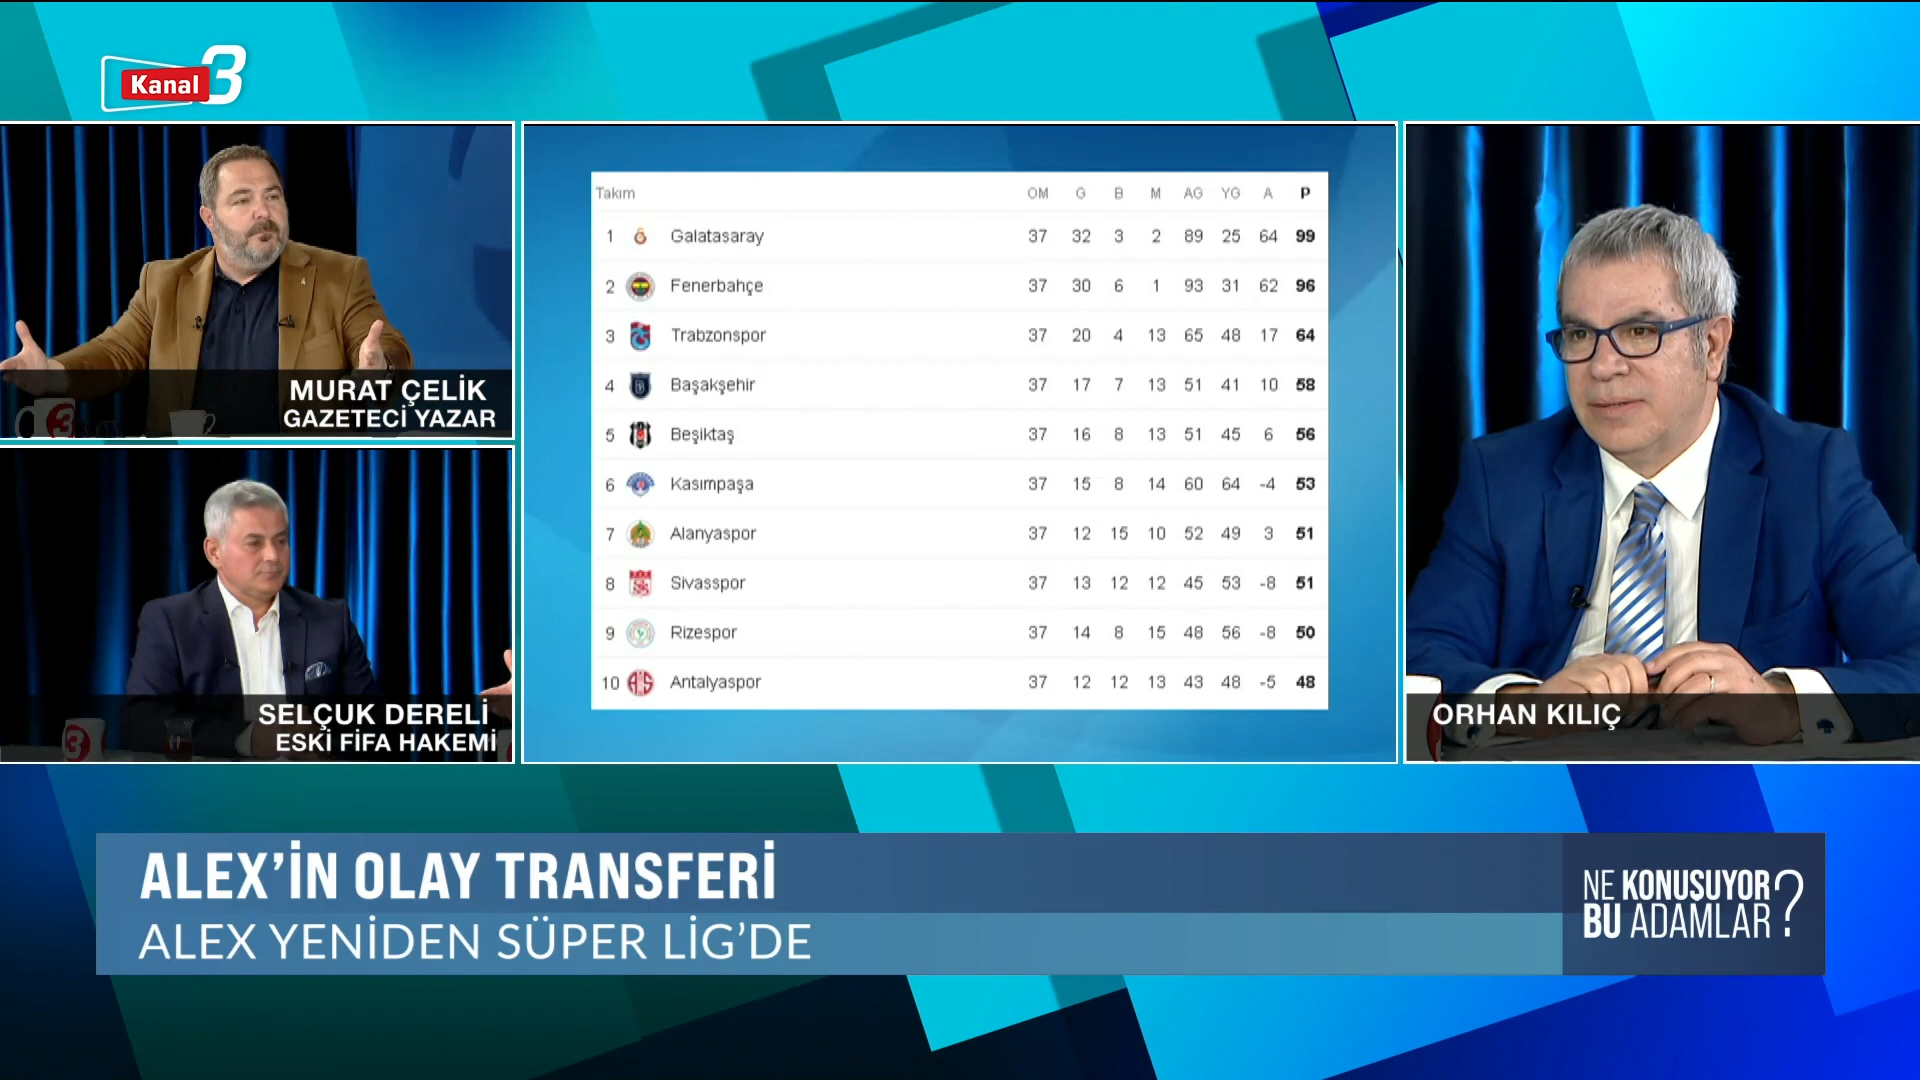 Kanal 3
MURAT ÇELİK
GAZETECİ YAZAR
SELÇUK DERELİ
ESKİ FİFA HAKEMİ
Takım OM G B M AG YG A P
1 Galatasaray 37 32 3 2 89 25 64 99
2 Fenerbahçe 37 30 6 1 93 31 62 96
3 Trabzonspor 37 20 4 13 65 48 17 64
4 Başakşehir 37 17 7 13 51 41 10 58
5 Beşiktaş 37 16 8 13 51 45 6 56
6 Kasımpaşa 37 15 8 14 60 64 -4 53
7 Alanyaspor 37 12 15 10 52 49 3 51
8 Sivasspor 37 13 12 12 45 53 -8 51
9 Rizespor 37 14 8 15 48 56 -8 50
10 Antalyaspor 37 12 12 13 43 48 -5 48
ORHAN KILIÇ
ALEX'İN OLAY TRANSFERİ
ALEX YENİDEN SÜPER LİG'DE
NE KONUŞUYOR
BU ADAMLAR?